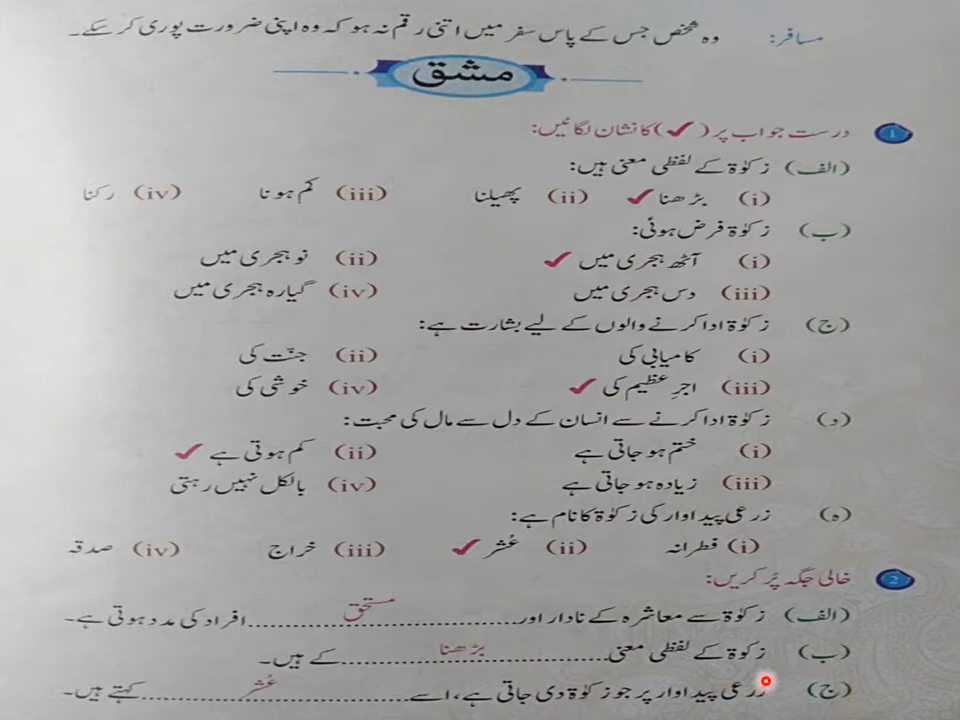 مسافر: وہ شخص جس کے پاس سفر میں اتنی رقم نہ ہو کہ وہ اپنی ضرورت پوری کر سکے۔
مشق
1 درست جواب پر (✓) کا نشان لگائیں:
(الف) زکوٰۃ کے لفظی معنی ہیں:
(i) بڑھنا ✓ (ii) پھیلنا (iii) کم ہونا (iv) رکنا
(ب) زکوٰۃ فرض ہوئی:
(i) آٹھ ہجری میں ✓ (ii) نو ہجری میں
(iii) دس ہجری میں (iv) گیارہ ہجری میں
(ج) زکوٰۃ ادا کرنے والوں کے لیے بشارت ہے:
(i) کامیابی کی (ii) جنّت کی
(iii) اجرِ عظیم کی ✓ (iv) خوشی کی
(د) زکوٰۃ ادا کرنے سے انسان کے دل سے مال کی محبت:
(i) ختم ہو جاتی ہے (ii) کم ہوتی ہے ✓
(iii) زیادہ ہو جاتی ہے (iv) بالکل نہیں رہتی
(ہ) زرعی پیداوار کی زکوٰۃ کا نام ہے:
(i) فطرانہ (ii) عُشر ✓ (iii) خراج (iv) صدقہ
2 خالی جگہ پُر کریں:
(الف) زکوٰۃ سے معاشرہ کے نادار اور......مستحق......افراد کی مدد ہوتی ہے۔
(ب) زکوٰۃ کے لفظی معنی......بڑھنا......کے ہیں۔
(ج) زرعی پیداوار پر جو زکوٰۃ دی جاتی ہے، اسے......عُشر......کہتے ہیں۔